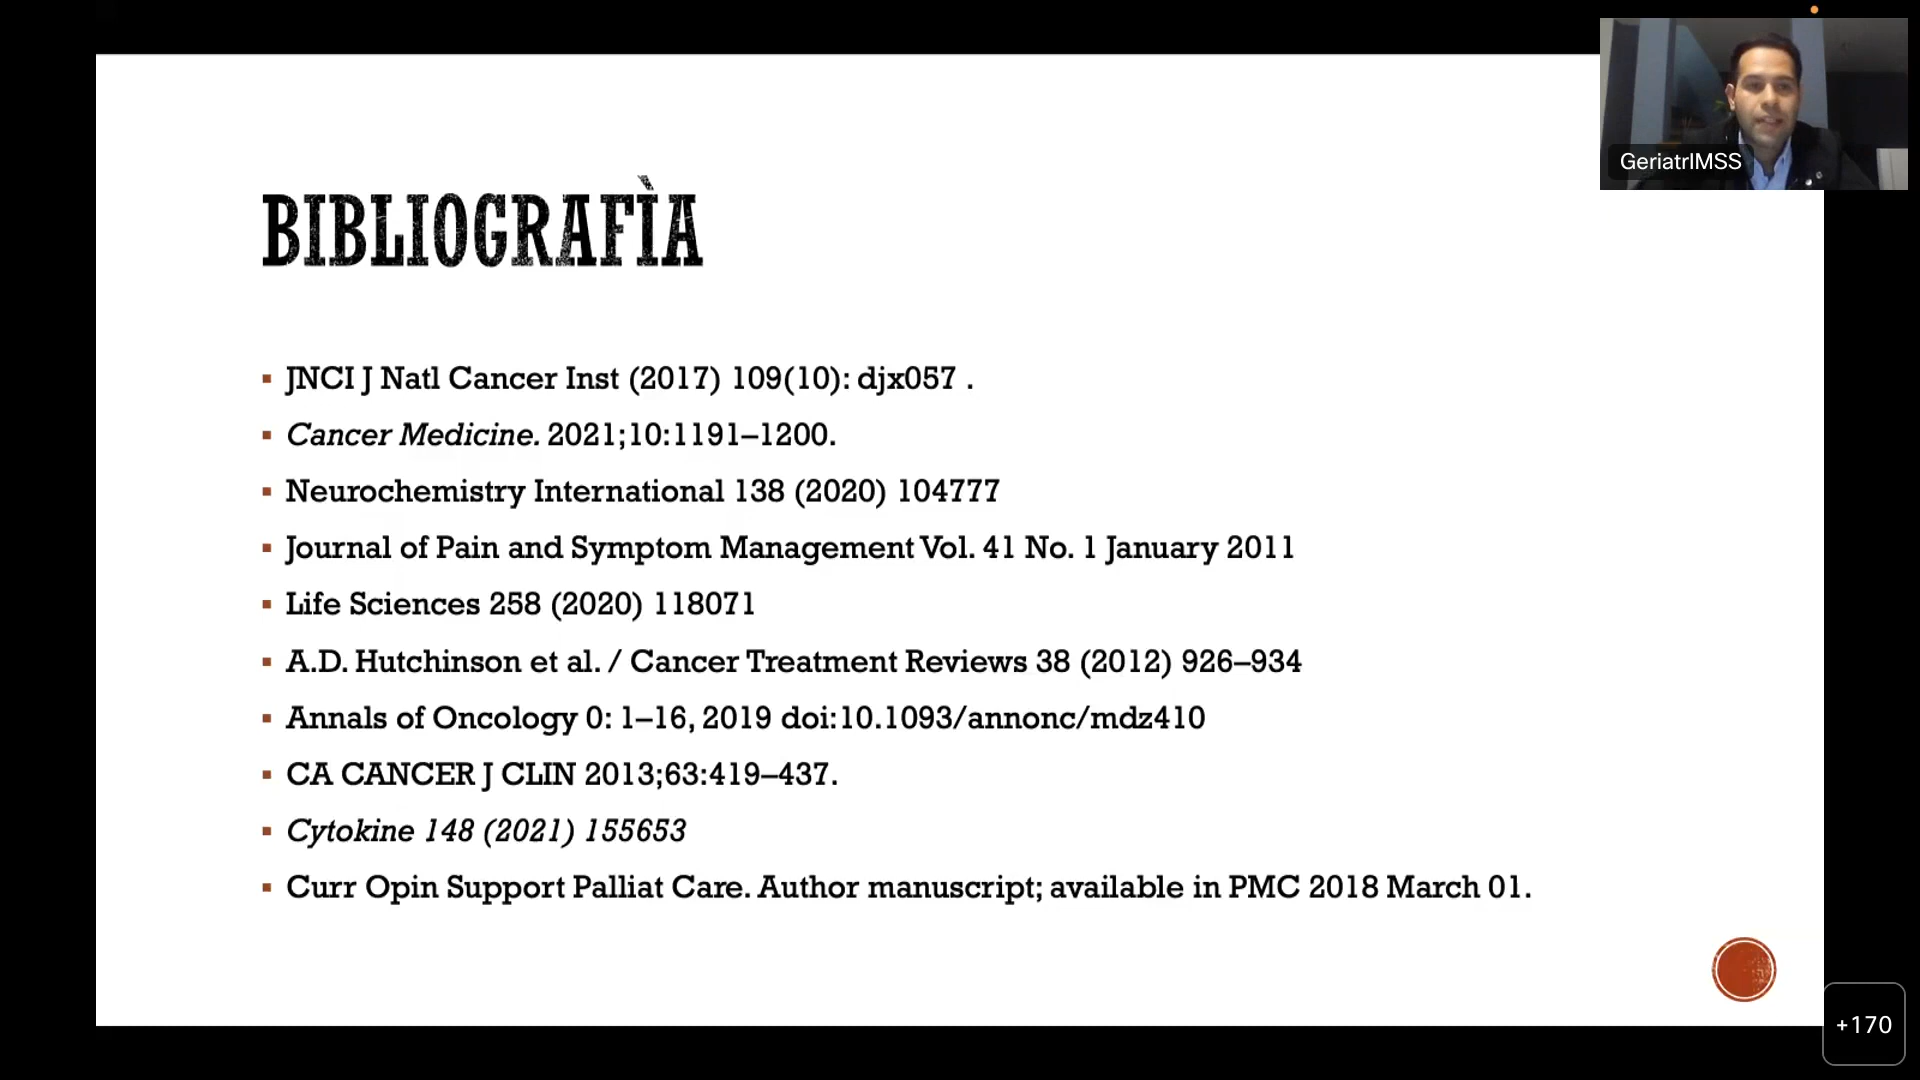 GeriatrIMSS
BIBLIOGRAFÌA
▪ JNCI J Natl Cancer Inst (2017) 109(10): djx057 .
▪ Cancer Medicine. 2021;10:1191–1200.
▪ Neurochemistry International 138 (2020) 104777
▪ Journal of Pain and Symptom Management Vol. 41 No. 1 January 2011
▪ Life Sciences 258 (2020) 118071
▪ A.D. Hutchinson et al. / Cancer Treatment Reviews 38 (2012) 926–934
▪ Annals of Oncology 0: 1–16, 2019 doi:10.1093/annonc/mdz410
▪ CA CANCER J CLIN 2013;63:419–437.
▪ Cytokine 148 (2021) 155653
▪ Curr Opin Support Palliat Care. Author manuscript; available in PMC 2018 March 01.
+170